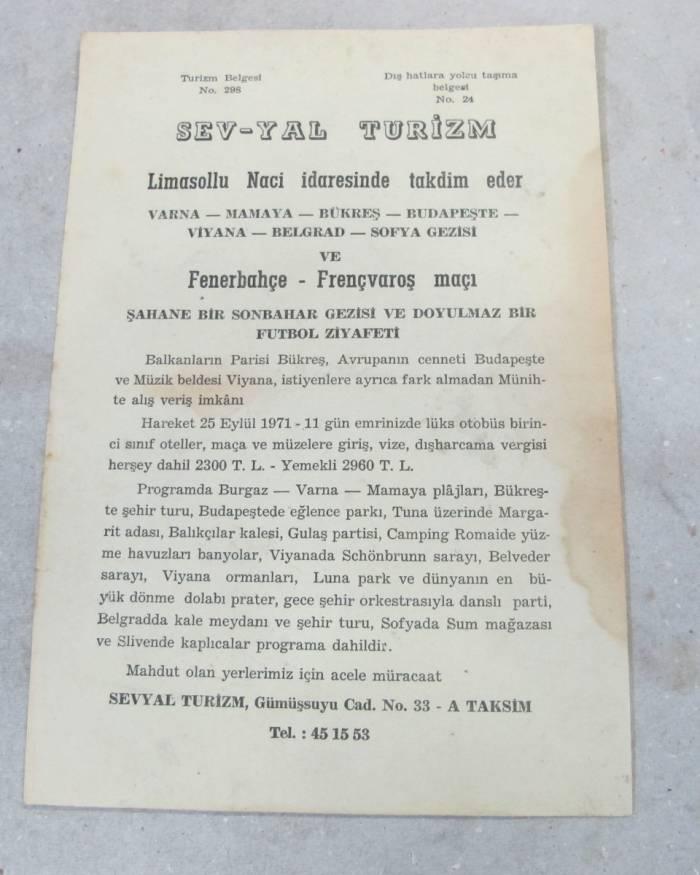 Turizm Belgesi
No. 298
Dış hatlara yolcu taşıma
belgesi
No. 24
SEV-YAL TURİZM
Limasollu Naci idaresinde takdim eder
VARNA — MAMAYA — BÜKREŞ — BUDAPEŞTE —
VİYANA — BELGRAD — SOFYA GEZİSİ
VE
Fenerbahçe - Frençvaroş maçı
ŞAHANE BİR SONBAHAR GEZİSİ VE DOYULMAZ BİR
FUTBOL ZİYAFETİ
Balkanların Parisi Bükreş, Avrupanın cenneti Budapeşte
ve Müzik beldesi Viyana, istiyenlere ayrıca fark almadan Münih-
te alış veriş imkânı
Hareket 25 Eylül 1971 - 11 gün emrinizde lüks otobüs birin-
ci sınıf oteller, maça ve müzelere giriş, vize, dışharcama vergisi
herşey dahil 2300 T. L. - Yemekli 2960 T. L.
Programda Burgaz — Varna — Mamaya plâjları, Bükreş-
te şehir turu, Budapeştede eğlence parkı, Tuna üzerinde Marga-
rit adası, Balıkçılar kalesi, Gulaş partisi, Camping Romaide yüz-
me havuzları banyolar, Viyanada Schönbrunn sarayı, Belveder
sarayı, Viyana ormanları, Luna park ve dünyanın en bü-
yük dönme dolabı prater, gece şehir orkestrasıyla danslı parti,
Belgradda kale meydanı ve şehir turu, Sofyada Sum mağazası
ve Slivende kaplıcalar programa dahildir.
Mahdut olan yerlerimiz için acele müracaat
SEVYAL TURİZM, Gümüşsuyu Cad. No. 33 - A TAKSİM
Tel. : 45 15 53